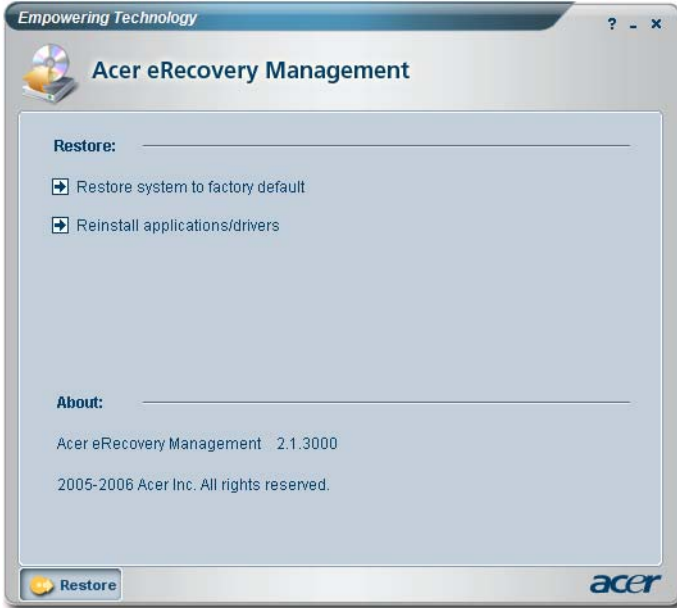 Empowering Technology
? - x
Acer eRecovery Management
Restore:
Restore system to factory default
Reinstall applications/drivers
About:
Acer eRecovery Management 2.1.3000
2005-2006 Acer Inc. All rights reserved.
Restore
acer